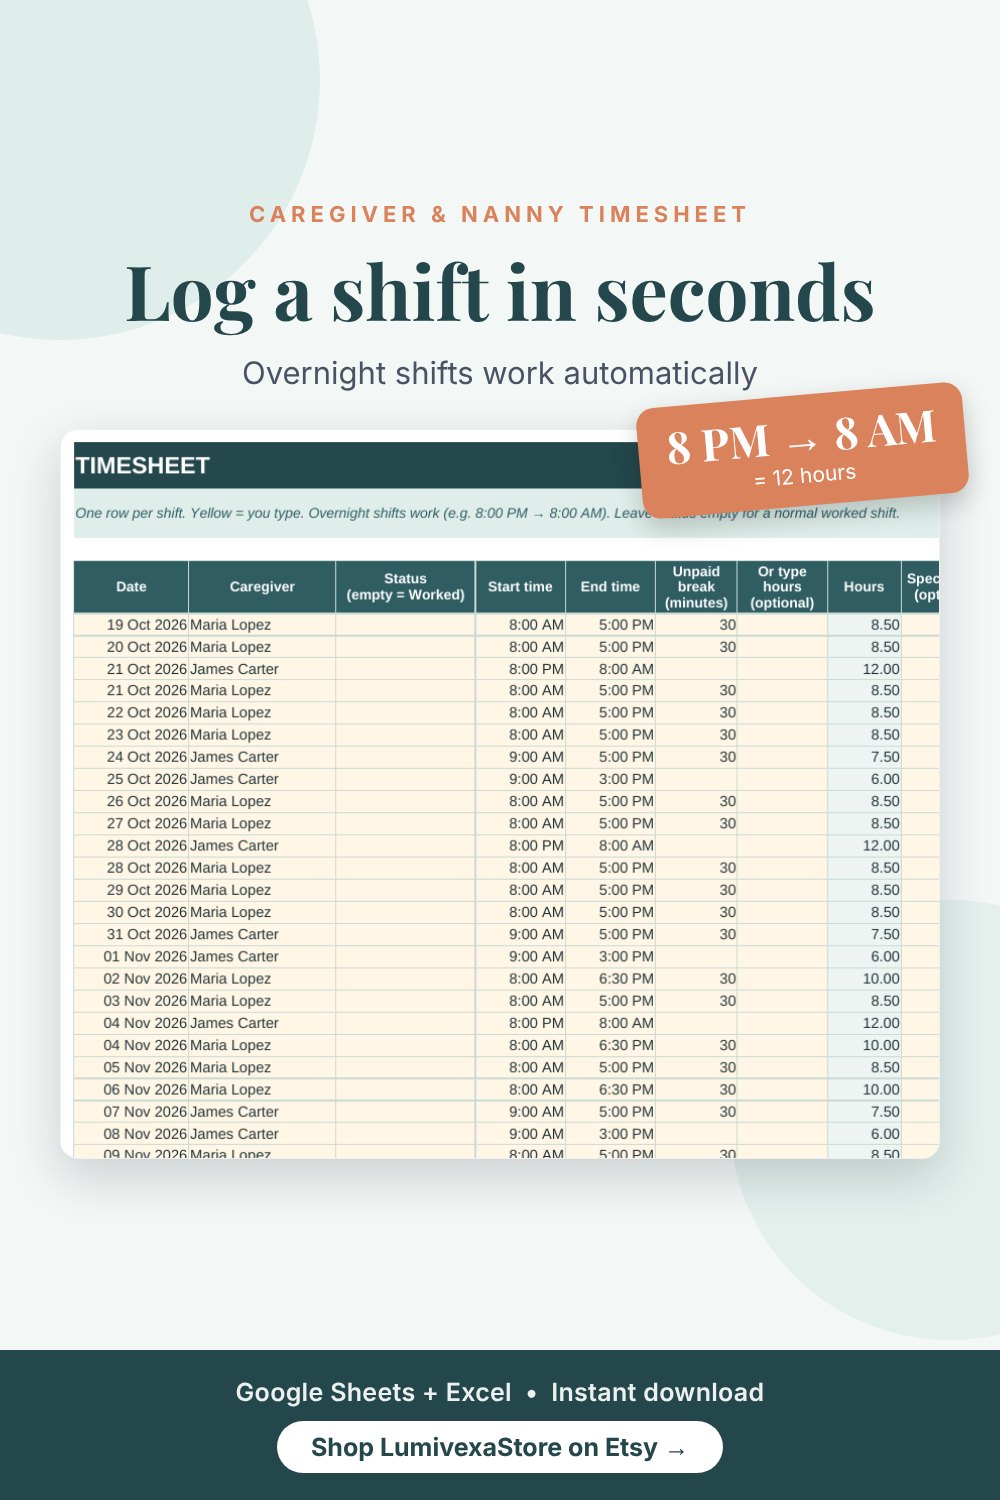 CAREGIVER & NANNY TIMESHEET
Log a shift in seconds
Overnight shifts work automatically
8 PM → 8 AM
= 12 hours
TIMESHEET
One row per shift. Yellow = you type. Overnight shifts work (e.g. 8:00 PM → 8:00 AM). Leave empty for a normal worked shift.
Date Caregiver Status (empty = Worked) Start time End time Unpaid break (minutes) Or type hours (optional) Hours
19 Oct 2026 Maria Lopez 8:00 AM 5:00 PM 30 8.50
20 Oct 2026 Maria Lopez 8:00 AM 5:00 PM 30 8.50
21 Oct 2026 James Carter 8:00 PM 8:00 AM 12.00
21 Oct 2026 Maria Lopez 8:00 AM 5:00 PM 30 8.50
22 Oct 2026 Maria Lopez 8:00 AM 5:00 PM 30 8.50
23 Oct 2026 Maria Lopez 8:00 AM 5:00 PM 30 8.50
24 Oct 2026 James Carter 9:00 AM 5:00 PM 30 7.50
25 Oct 2026 James Carter 9:00 AM 3:00 PM 6.00
26 Oct 2026 Maria Lopez 8:00 AM 5:00 PM 30 8.50
27 Oct 2026 Maria Lopez 8:00 AM 5:00 PM 30 8.50
28 Oct 2026 James Carter 8:00 PM 8:00 AM 12.00
28 Oct 2026 Maria Lopez 8:00 AM 5:00 PM 30 8.50
29 Oct 2026 Maria Lopez 8:00 AM 5:00 PM 30 8.50
30 Oct 2026 Maria Lopez 8:00 AM 5:00 PM 30 8.50
31 Oct 2026 James Carter 9:00 AM 5:00 PM 30 7.50
01 Nov 2026 James Carter 9:00 AM 3:00 PM 6.00
02 Nov 2026 Maria Lopez 8:00 AM 6:30 PM 30 10.00
03 Nov 2026 Maria Lopez 8:00 AM 5:00 PM 30 8.50
04 Nov 2026 James Carter 8:00 PM 8:00 AM 12.00
04 Nov 2026 Maria Lopez 8:00 AM 6:30 PM 30 10.00
05 Nov 2026 Maria Lopez 8:00 AM 5:00 PM 30 8.50
06 Nov 2026 Maria Lopez 8:00 AM 6:30 PM 30 10.00
07 Nov 2026 James Carter 9:00 AM 5:00 PM 30 7.50
08 Nov 2026 James Carter 9:00 AM 3:00 PM 6.00
09 Nov 2026 Maria Lopez 8:00 AM 5:00 PM 30 8.50
Google Sheets + Excel • Instant download
Shop LumivexaStore on Etsy →